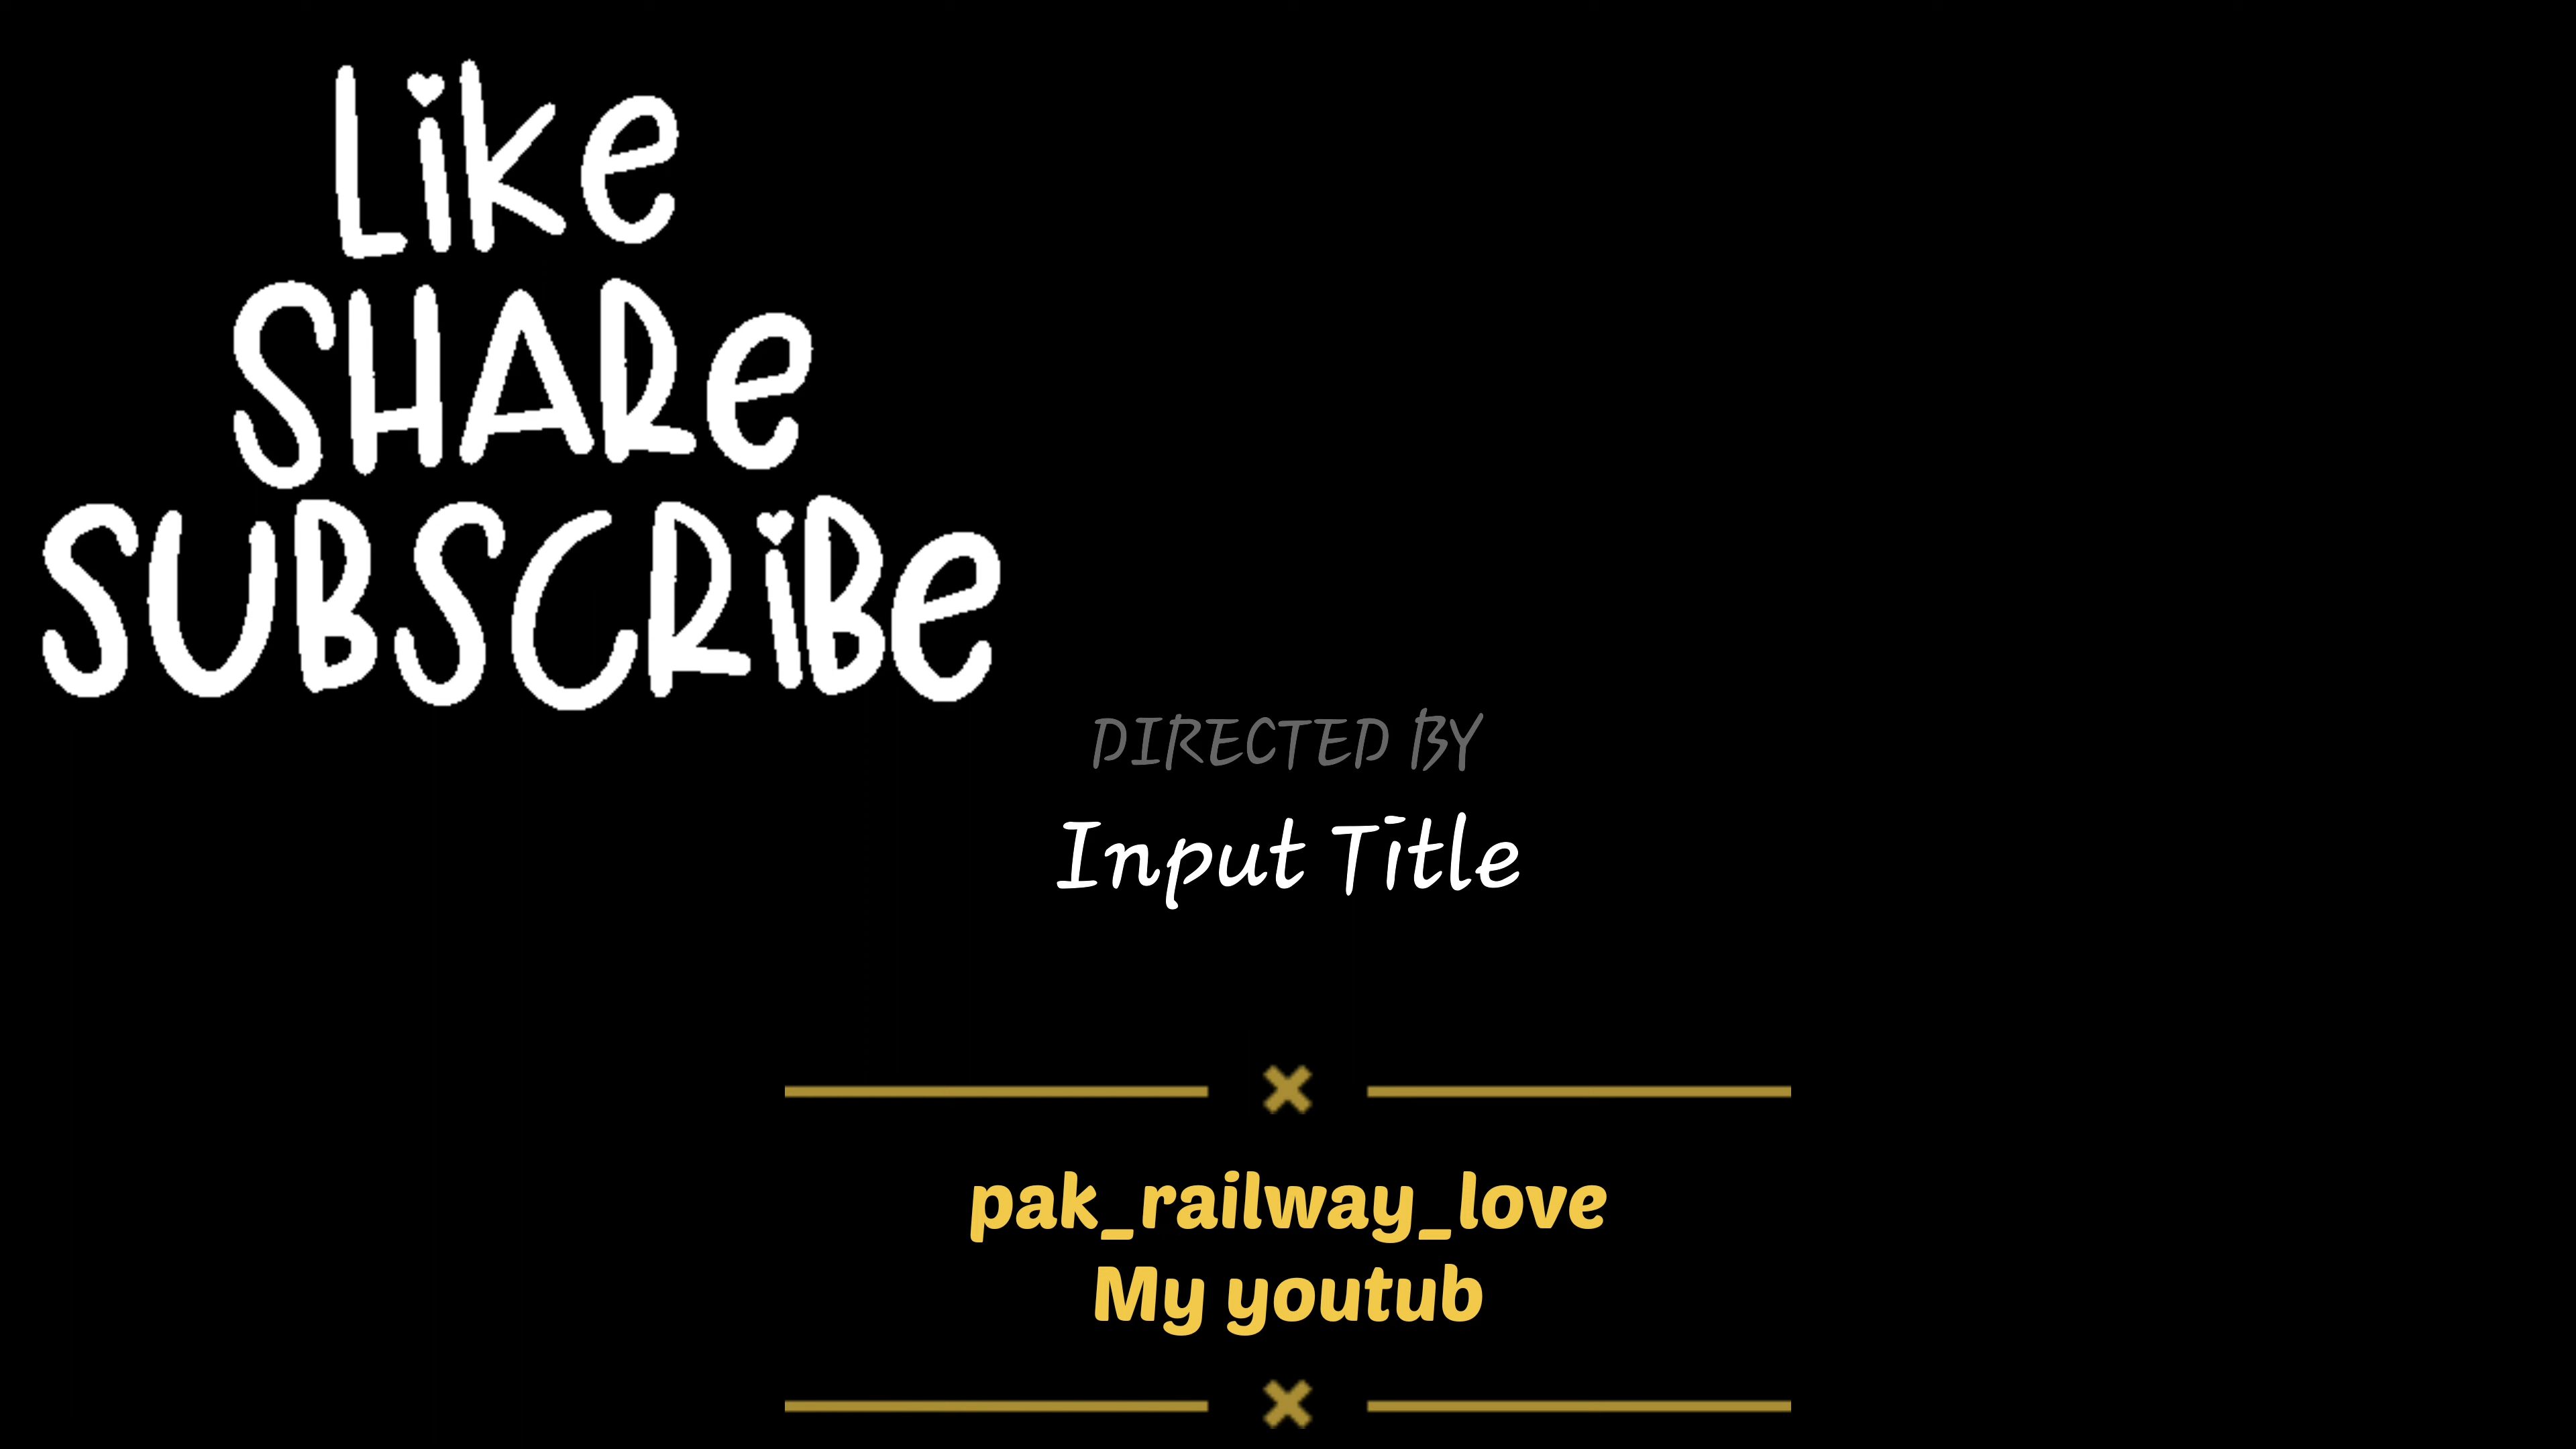 Like
SHARe
SUBSCRiBe
DIRECTED BY
Input Title
pak_railway_love
My youtub